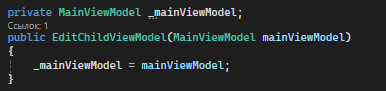 private MainViewModel _mainViewModel;
Ссылок: 1
public EditChildViewModel(MainViewModel mainViewModel)
{
_mainViewModel = mainViewModel;
}